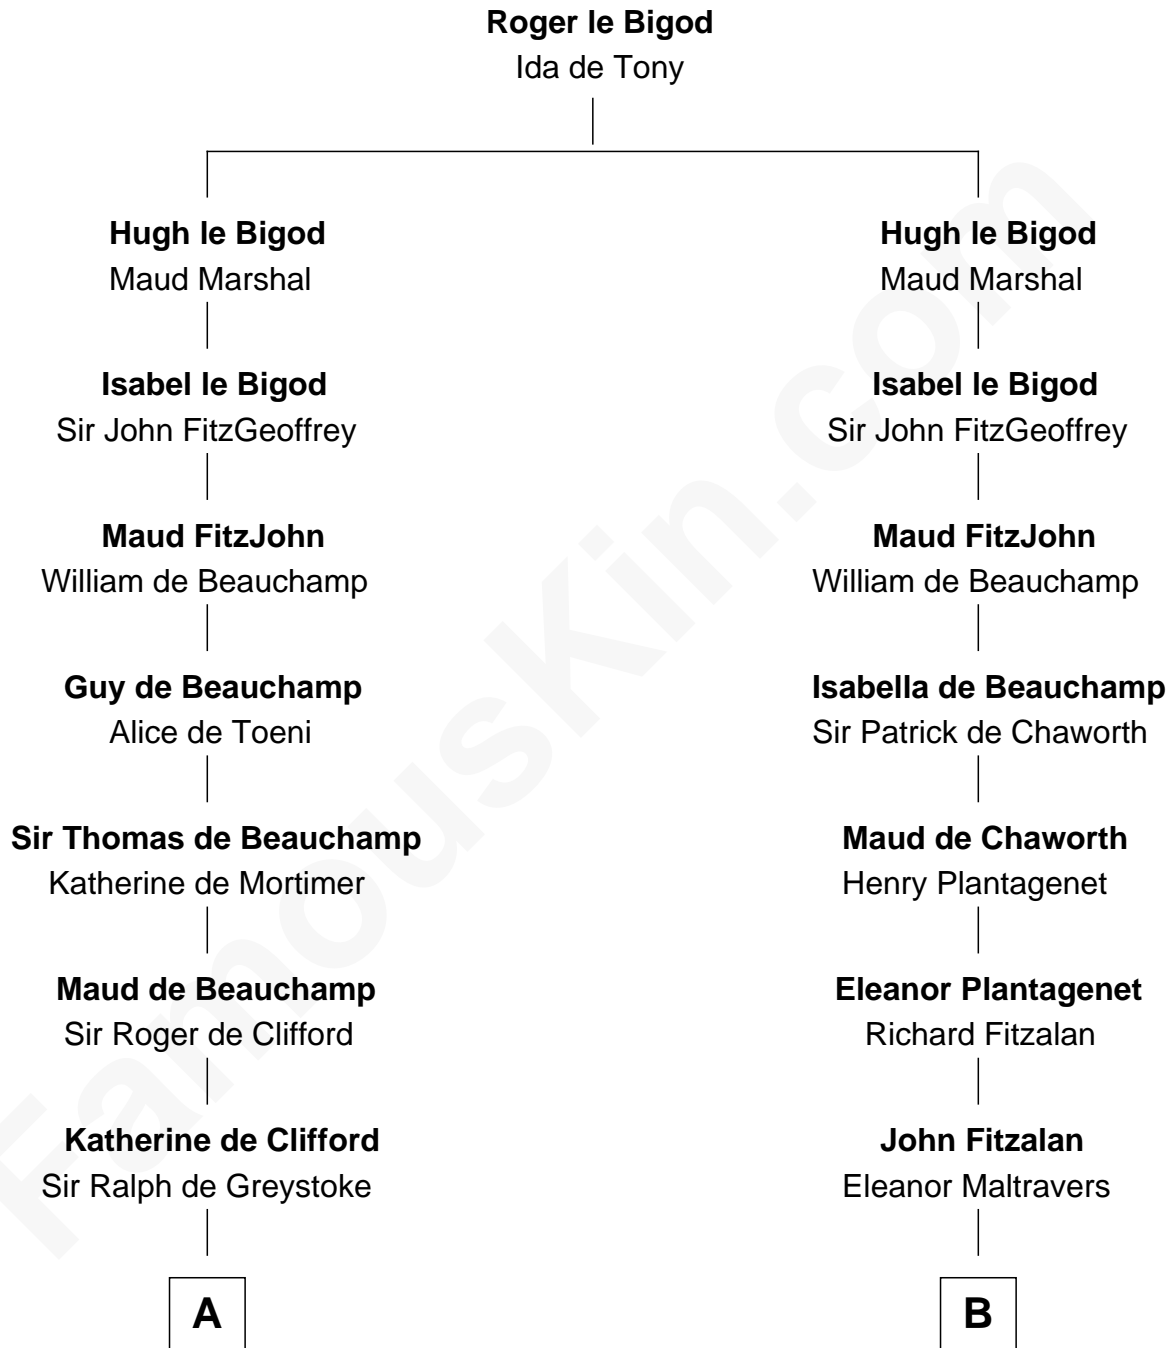 Roger le Bigod
Ida de Tony
Hugh le Bigod
Maud Marshal
Isabel le Bigod
Sir John FitzGeoffrey
Maud FitzJohn
William de Beauchamp
Guy de Beauchamp
Alice de Toeni
Sir Thomas de Beauchamp
Katherine de Mortimer
Maud de Beauchamp
Sir Roger de Clifford
Katherine de Clifford
Sir Ralph de Greystoke
A
Hugh le Bigod
Maud Marshal
Isabel le Bigod
Sir John FitzGeoffrey
Maud FitzJohn
William de Beauchamp
Isabella de Beauchamp
Sir Patrick de Chaworth
Maud de Chaworth
Henry Plantagenet
Eleanor Plantagenet
Richard Fitzalan
John Fitzalan
Eleanor Maltravers
B
FamousKin.com